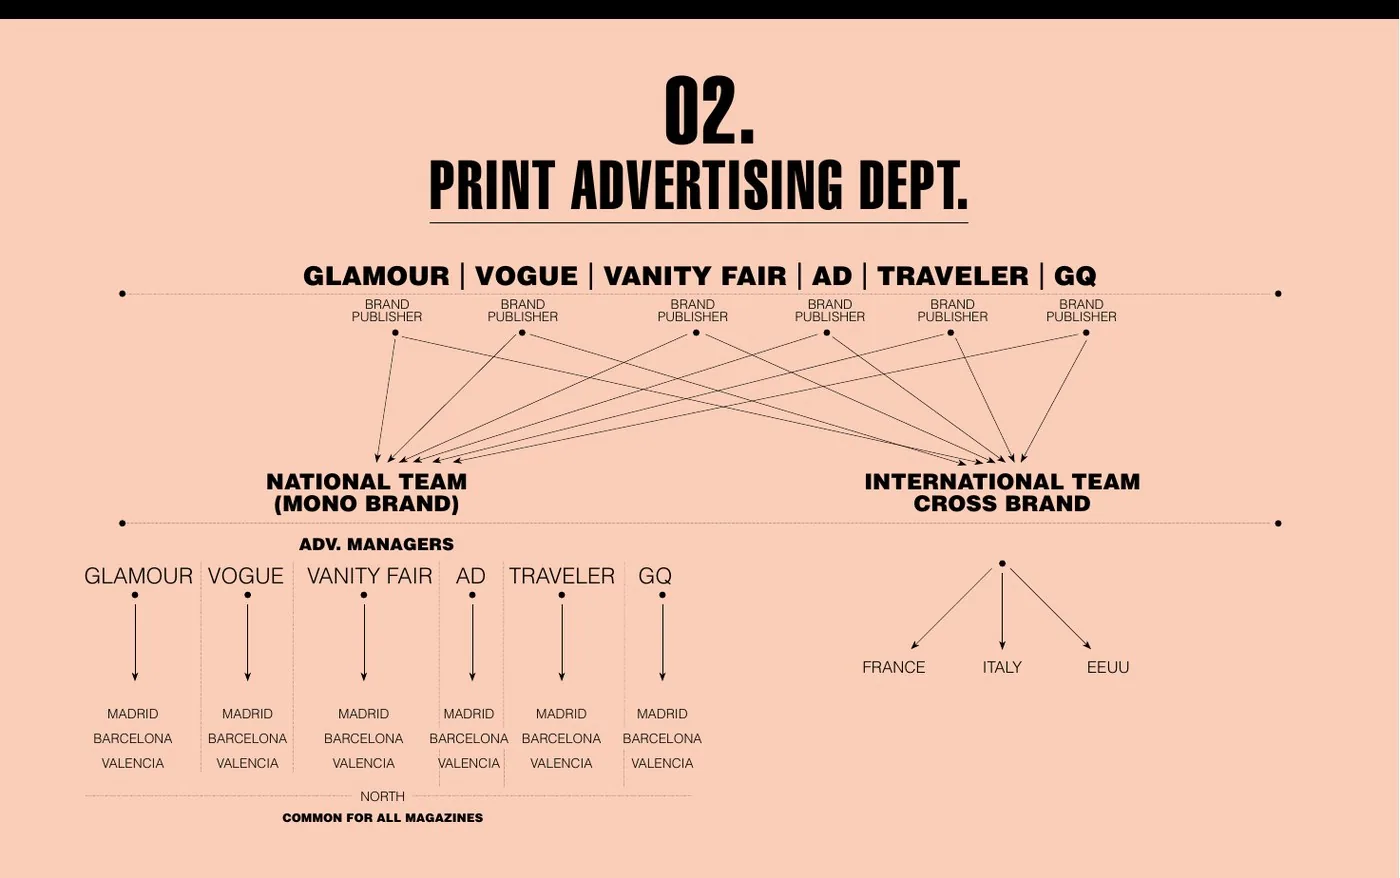 02.
PRINT ADVERTISING DEPT.
GLAMOUR | VOGUE | VANITY FAIR | AD | TRAVELER | GQ
BRAND BRAND BRAND BRAND BRAND BRAND
PUBLISHER PUBLISHER PUBLISHER PUBLISHER PUBLISHER PUBLISHER
NATIONAL TEAM INTERNATIONAL TEAM
(MONO BRAND) CROSS BRAND
ADV. MANAGERS
GLAMOUR VOGUE VANITY FAIR AD TRAVELER GQ
FRANCE ITALY EEUU
MADRID MADRID MADRID MADRID MADRID MADRID
BARCELONA BARCELONA BARCELONA BARCELONA BARCELONA BARCELONA
VALENCIA VALENCIA VALENCIA VALENCIA VALENCIA VALENCIA
NORTH
COMMON FOR ALL MAGAZINES